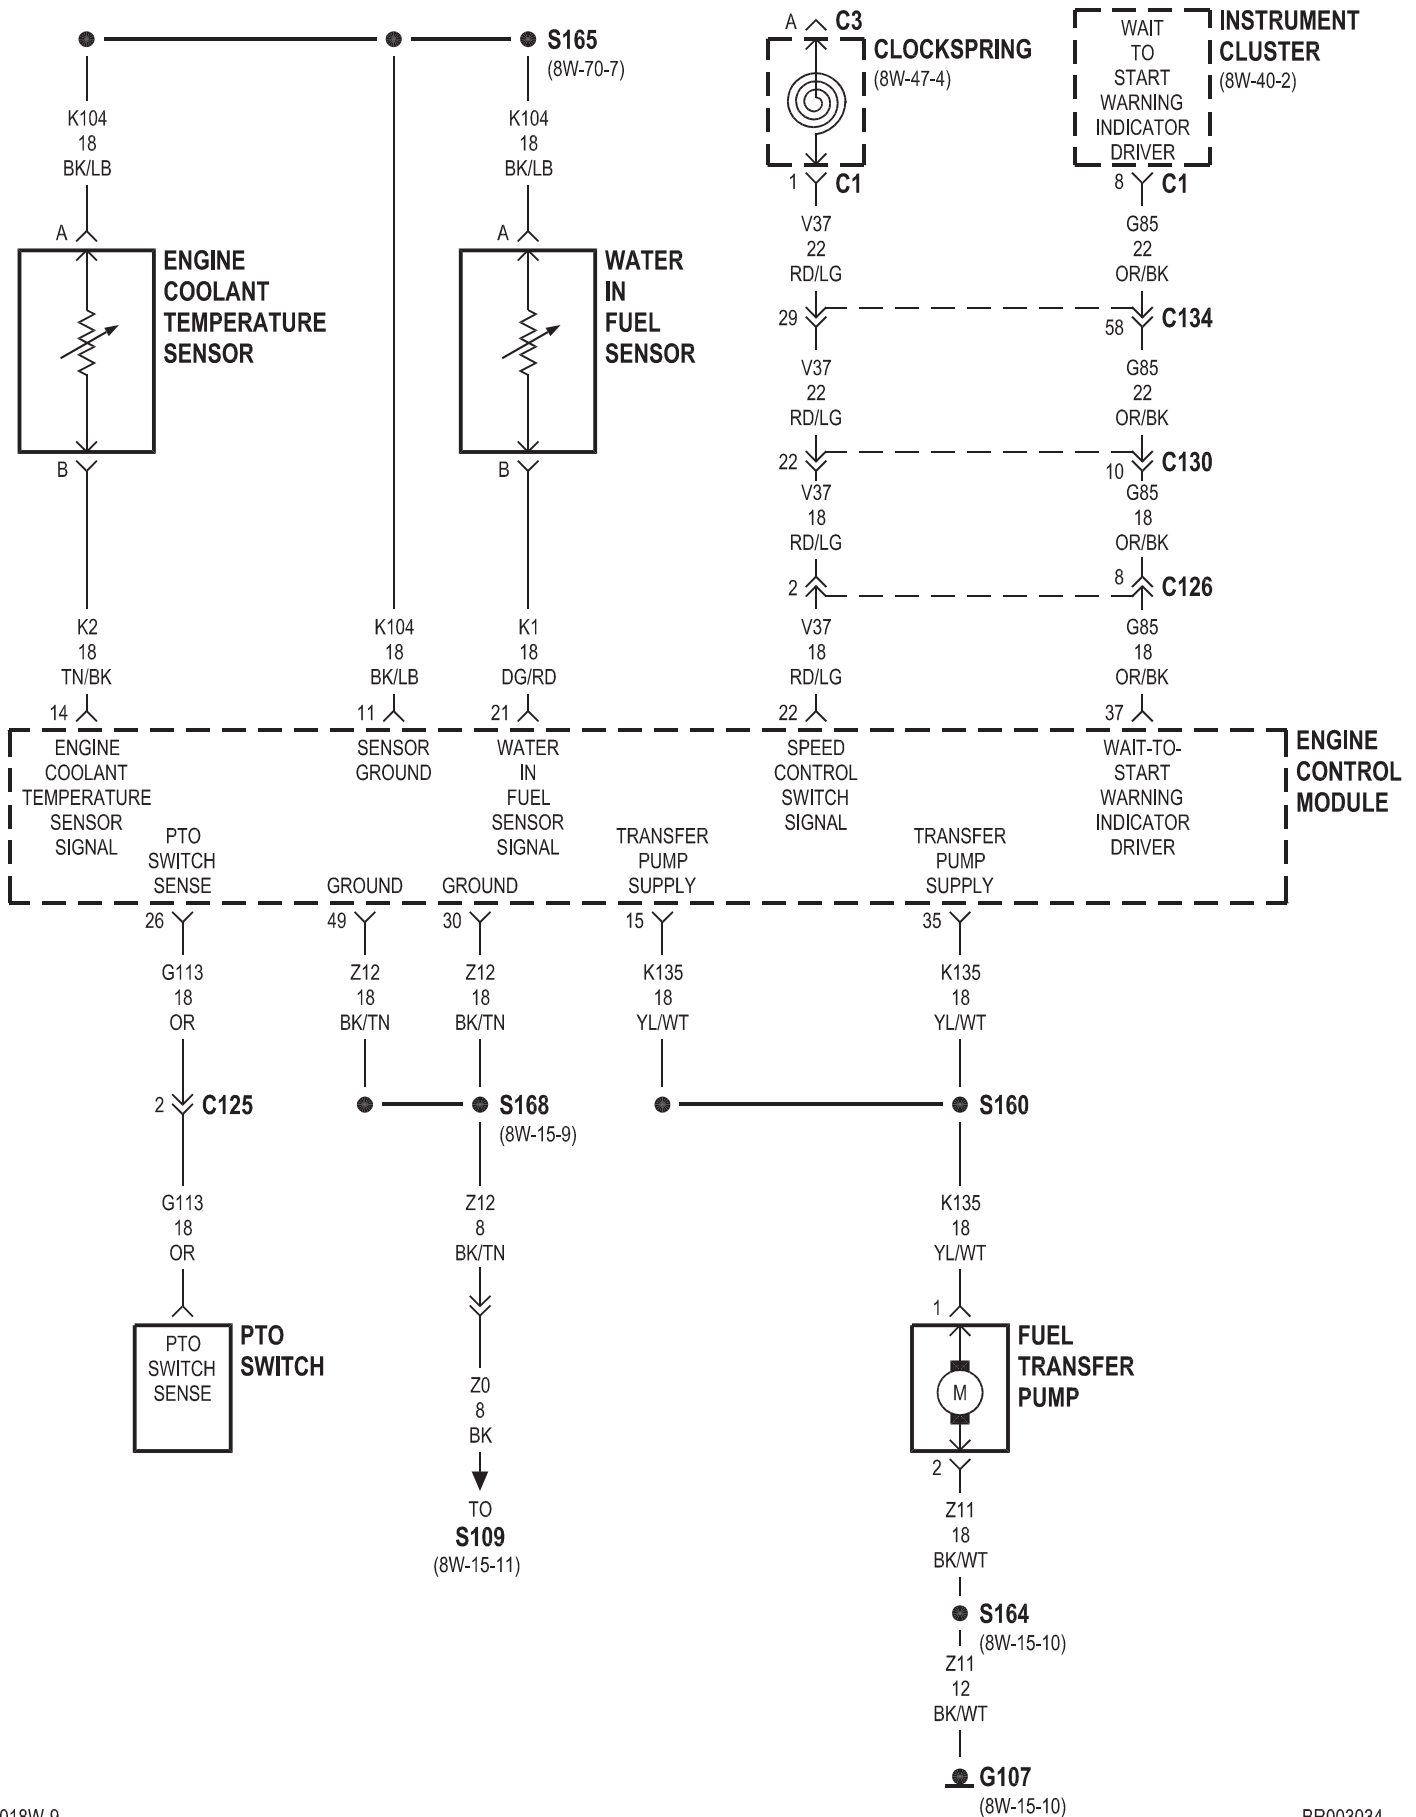 S165
(8W-70-7)
K104
18
BK/LB
K104
18
BK/LB
A
ENGINE
COOLANT
TEMPERATURE
SENSOR
B
A
WATER
IN
FUEL
SENSOR
B
K2
18
TN/BK
14
K104
18
BK/LB
11
K1
18
DG/RD
21
A
C3
CLOCKSPRING
(8W-47-4)
1
C1
V37
22
RD/LG
29
V37
22
RD/LG
22
V37
18
RD/LG
2
V37
18
RD/LG
22
WAIT
TO
START
WARNING
INDICATOR
DRIVER
INSTRUMENT
CLUSTER
(8W-40-2)
8
C1
G85
22
OR/BK
58
C134
G85
22
OR/BK
10
C130
G85
18
OR/BK
8
C126
G85
18
OR/BK
37
ENGINE
COOLANT
TEMPERATURE
SENSOR
SIGNAL
SENSOR
GROUND
WATER
IN
FUEL
SENSOR
SIGNAL
SPEED
CONTROL
SWITCH
SIGNAL
WAIT-TO-
START
WARNING
INDICATOR
DRIVER
ENGINE
CONTROL
MODULE
PTO
SWITCH
SENSE
GROUND
GROUND
TRANSFER
PUMP
SUPPLY
TRANSFER
PUMP
SUPPLY
26
G113
18
OR
2
C125
G113
18
OR
PTO
SWITCH
SENSE
PTO
SWITCH
49
Z12
18
BK/TN
30
Z12
18
BK/TN
S168
(8W-15-9)
Z12
8
BK/TN
Z0
8
BK
TO
S109
(8W-15-11)
15
K135
18
YL/WT
35
K135
18
YL/WT
S160
K135
18
YL/WT
1
M
FUEL
TRANSFER
PUMP
2
Z11
18
BK/WT
S164
(8W-15-10)
Z11
12
BK/WT
G107
(8W-15-10)